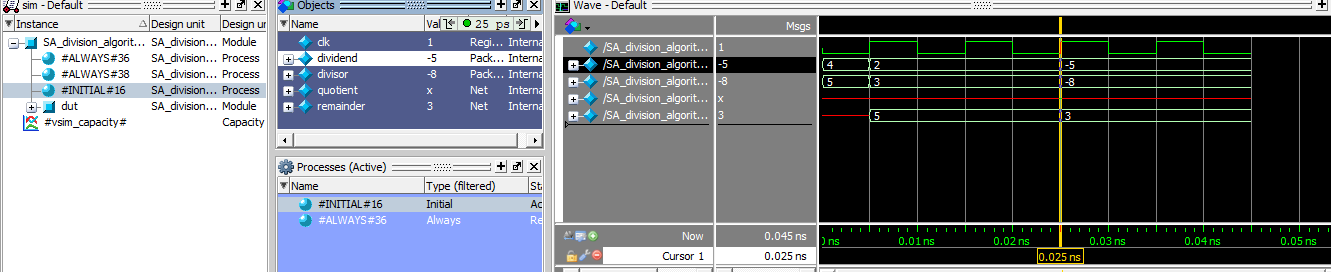 sim - Default
Instance Design unit Design u
SA_division_algorit... SA_division... Module
#ALWAYS#36 SA_division... Process
#ALWAYS#38 SA_division... Process
#INITIAL#16 SA_division... Process
dut SA_division... Module
#vsim_capacity# Capacity
Objects
Name Val 25 ps
clk 1 Regi... Interna
dividend -5 Pack... Interna
divisor -8 Pack... Interna
quotient x Net Interna
remainder 3 Net Interna
Processes (Active)
Name Type (filtered) Sta
#INITIAL#16 Initial Ac
#ALWAYS#36 Always Re
Wave - Default
Msgs
/SA_division_algorit... 1
/SA_division_algorit... -5 4 2 -5
/SA_division_algorit... -8 5 3 -8
/SA_division_algorit... x
/SA_division_algorit... 3 5 3
Now 0.045 ns ns 0.01 ns 0.02 ns 0.03 ns 0.04 ns 0.05 ns
Cursor 1 0.025 ns 0.025 ns